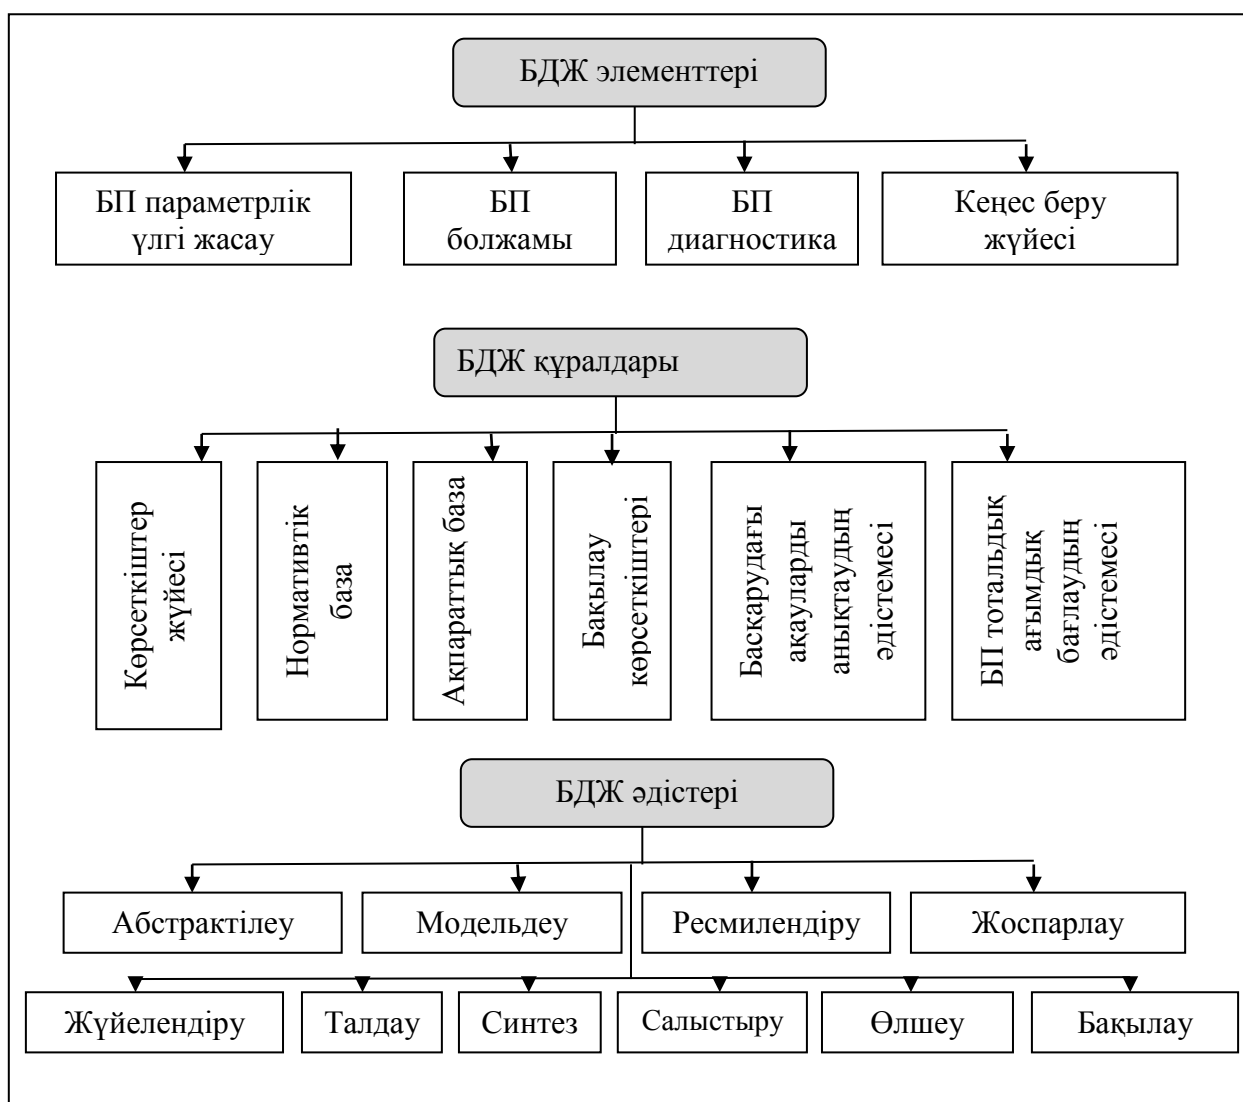 БДЖ элементтері
БП параметрлік
үлгі жасау
БП
болжамы
БП
диагностика
Кеңес беру
жүйесі
БДЖ құралдары
Көрсеткіштер
жүйесі
Нормативтік
база
Ақпараттық база
Бақылау
көрсеткіштері
Басқарудағы
ақауларды
анықтаудың
әдістемесі
БП тотальдық
ағымдық
бағлаудың
әдістемесі
БДЖ әдістері
Абстрактілеу
Модельдеу
Ресмилендіру
Жоспарлау
Жүйелендіру
Талдау
Синтез
Салыстыру
Өлшеу
Бақылау